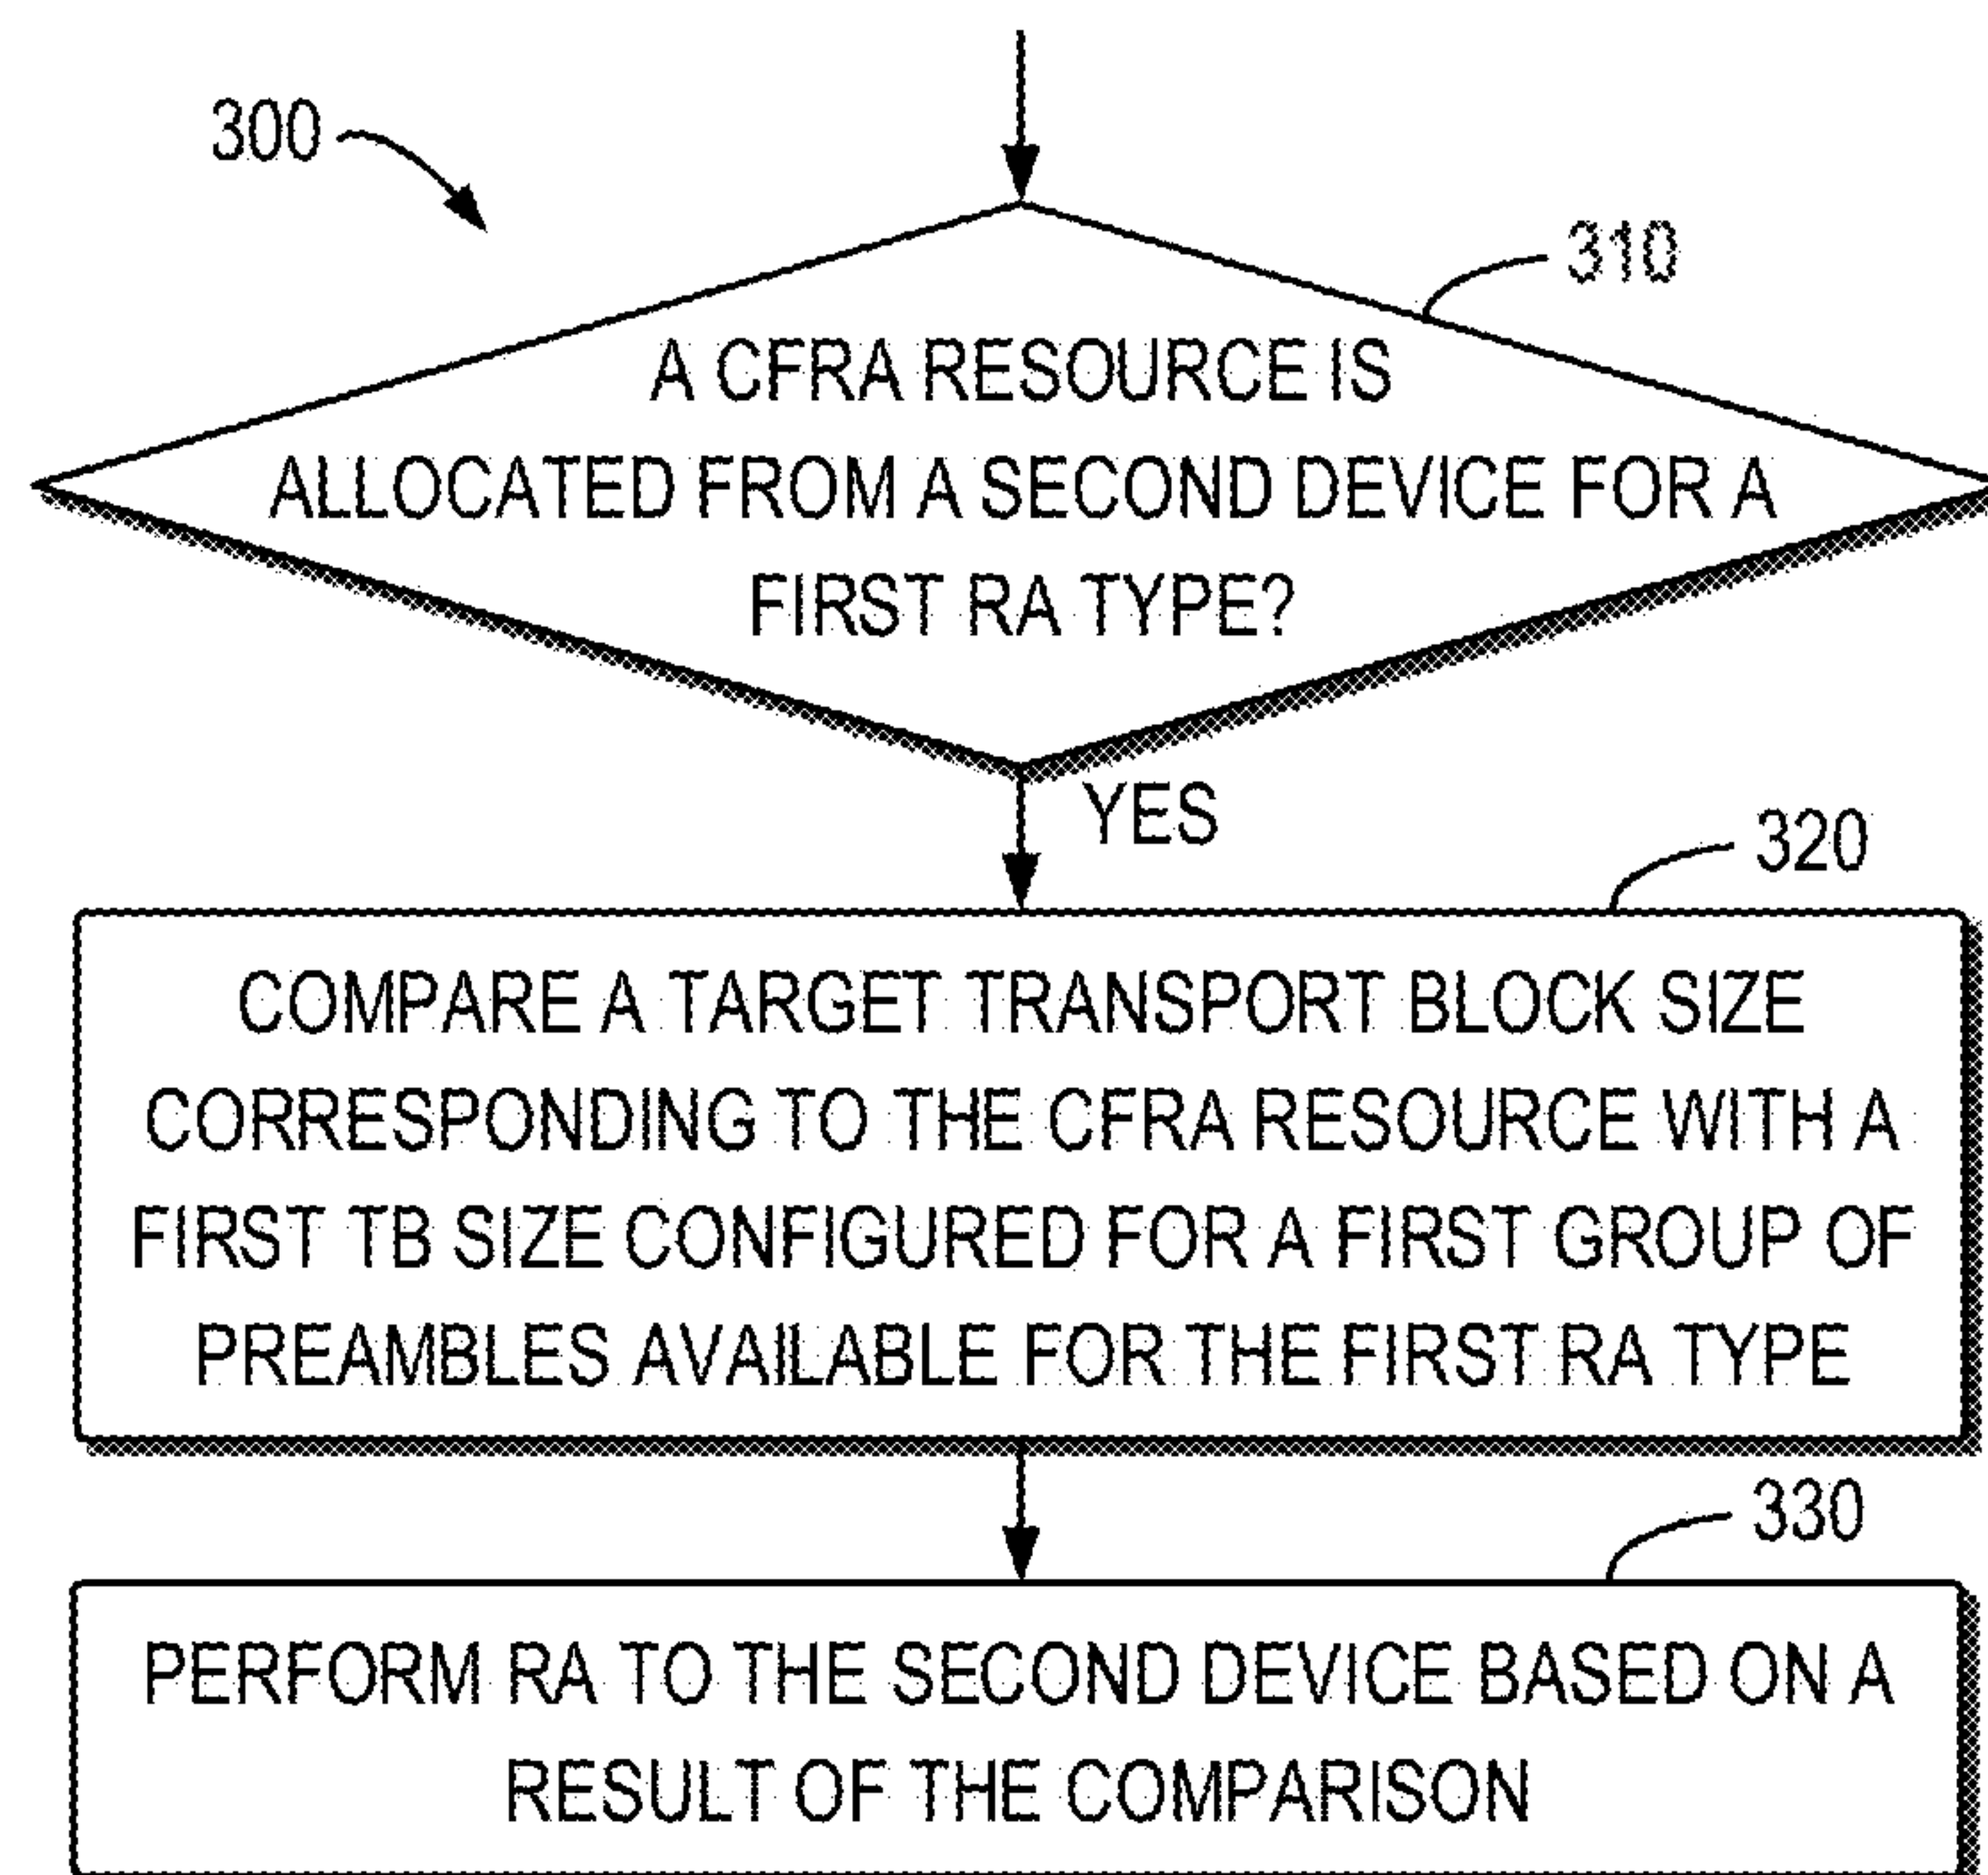 300
310
A CFRA RESOURCE IS
ALLOCATED FROM A SECOND DEVICE FOR A
FIRST RA TYPE?
YES
320
COMPARE A TARGET TRANSPORT BLOCK SIZE
CORRESPONDING TO THE CFRA RESOURCE WITH A
FIRST TB SIZE CONFIGURED FOR A FIRST GROUP OF
PREAMBLES AVAILABLE FOR THE FIRST RA TYPE
330
PERFORM RA TO THE SECOND DEVICE BASED ON A
RESULT OF THE COMPARISON